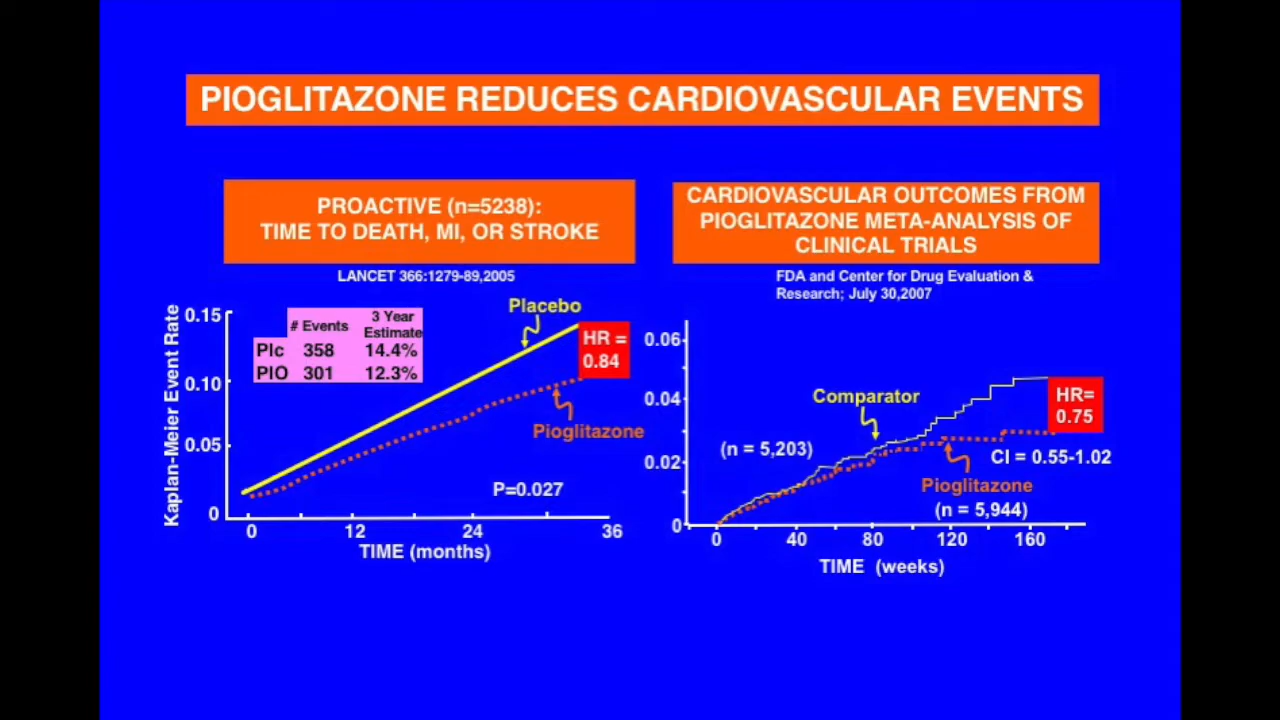 PIOGLITAZONE REDUCES CARDIOVASCULAR EVENTS
PROACTIVE (n=5238):
TIME TO DEATH, MI, OR STROKE
LANCET 366:1279-89,2005
Kaplan-Meier Event Rate
0.15
0.10
0.05
0
# Events
3 Year
Estimate
Plc 358 14.4%
PIO 301 12.3%
Placebo
HR =
0.84
Pioglitazone
P=0.027
0 12 24 36
TIME (months)
CARDIOVASCULAR OUTCOMES FROM
PIOGLITAZONE META-ANALYSIS OF
CLINICAL TRIALS
FDA and Center for Drug Evaluation &
Research; July 30,2007
0.06
0.04
0.02
0
Comparator
(n = 5,203)
HR=
0.75
CI = 0.55-1.02
Pioglitazone
(n = 5,944)
0 40 80 120 160
TIME (weeks)